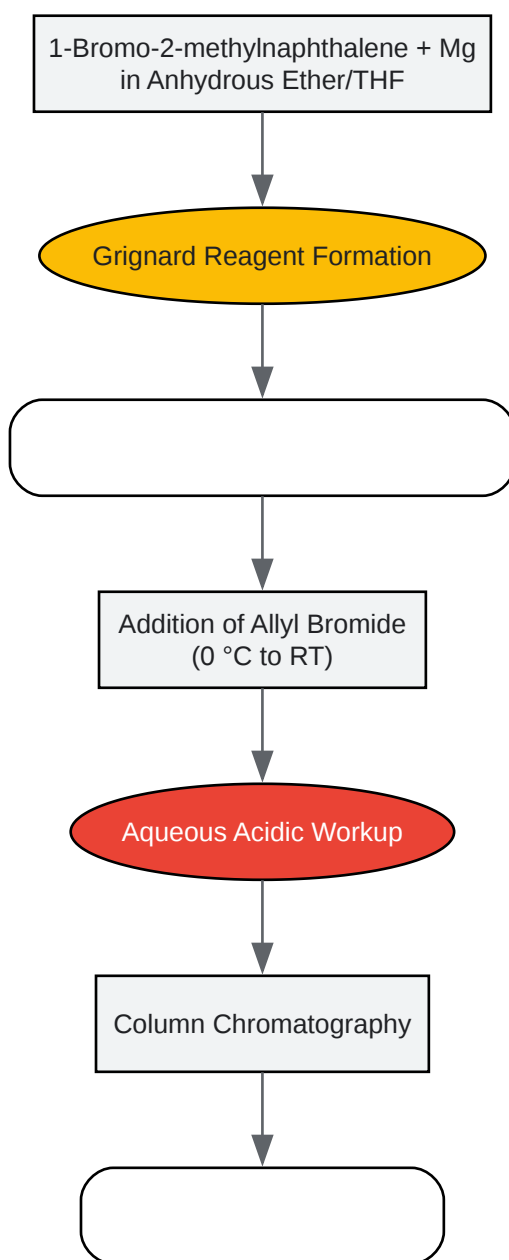 1-Bromo-2-methylnaphthalene + Mg
in Anhydrous Ether/THF
Grignard Reagent Formation
Addition of Allyl Bromide
(0 °C to RT)
Aqueous Acidic Workup
Column Chromatography